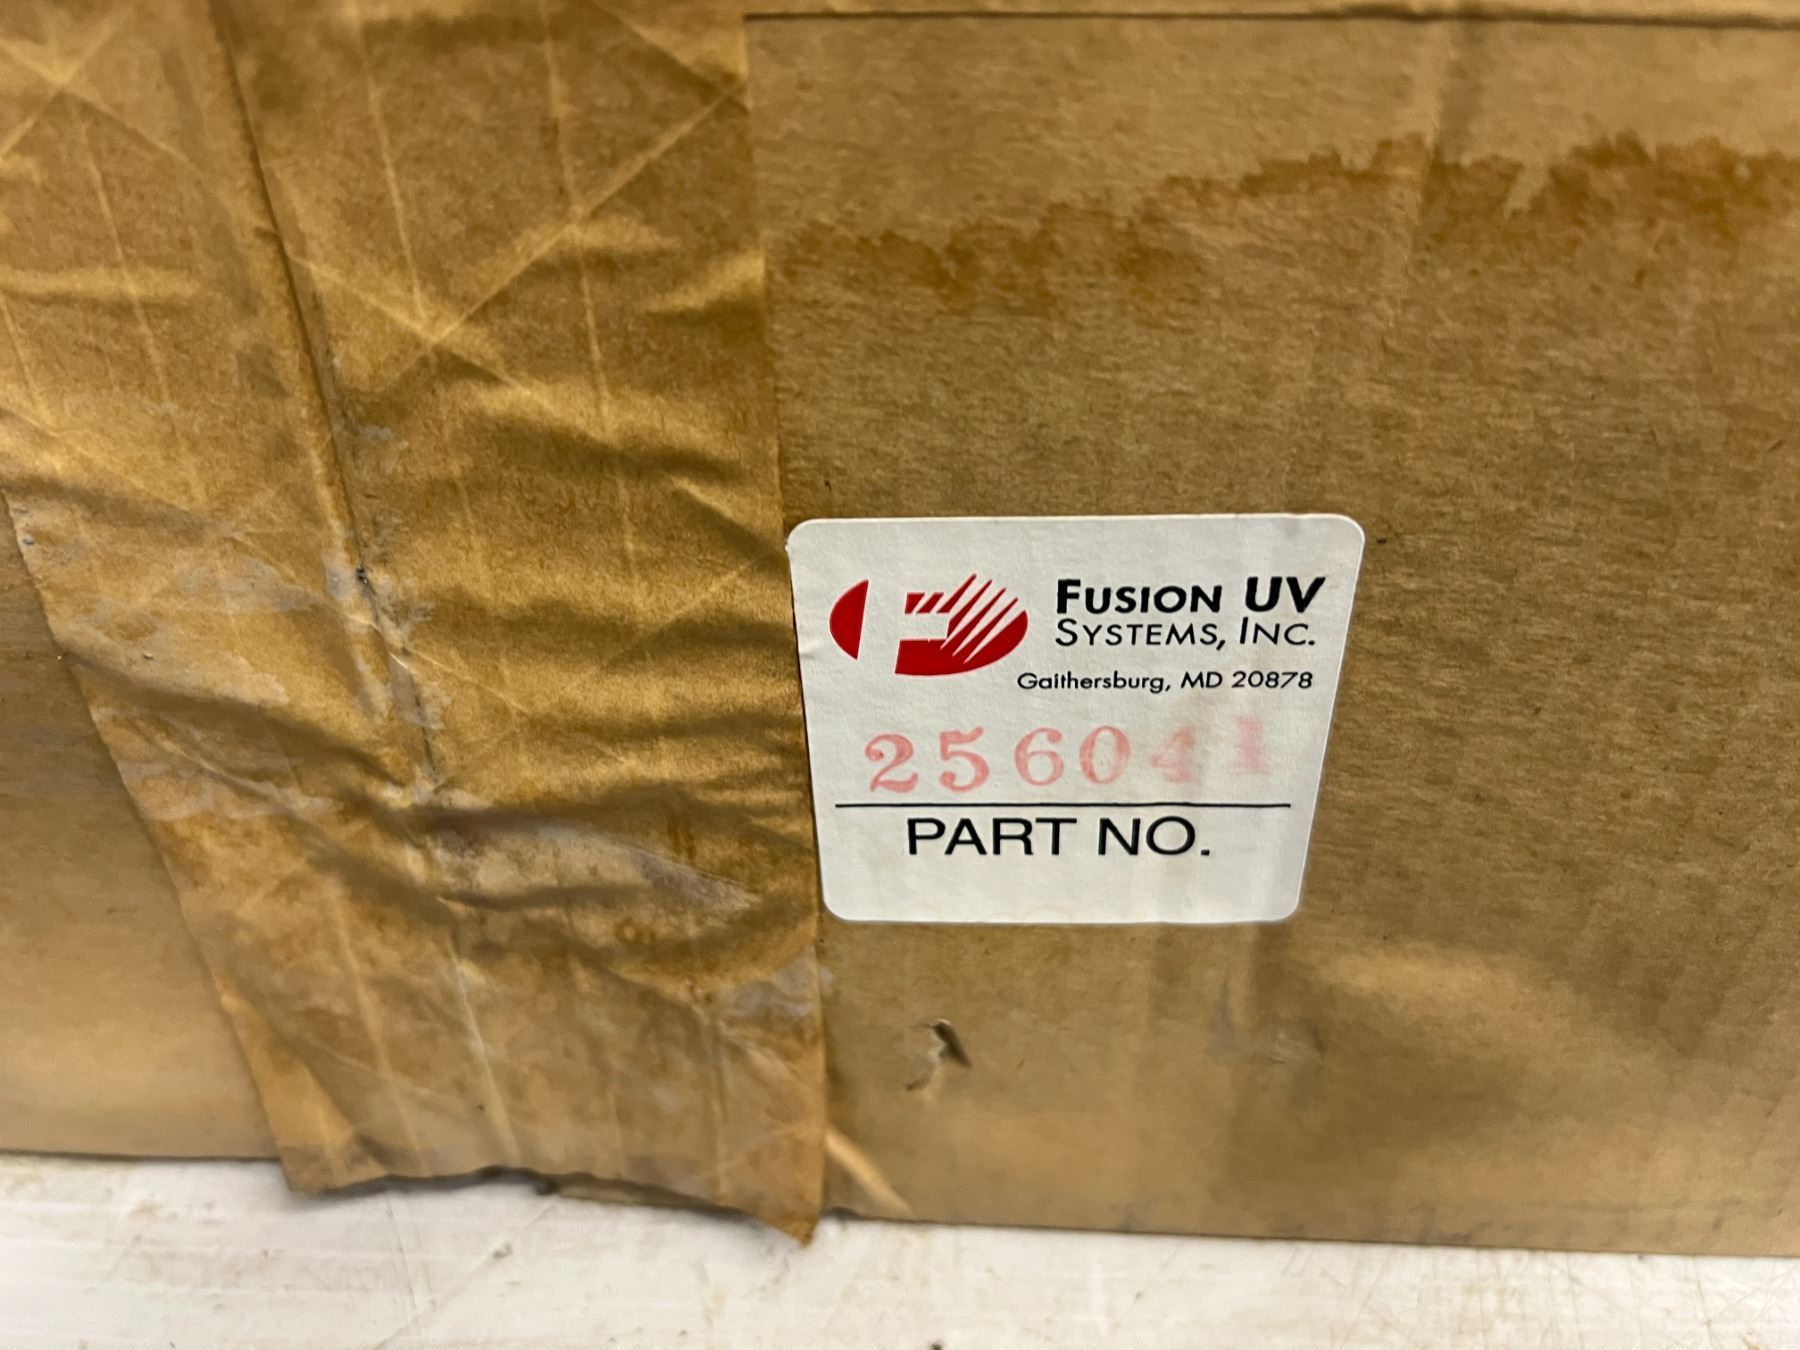 FUSION UV
SYSTEMS, INC.
Gaithersburg, MD 20878
256041
PART NO.